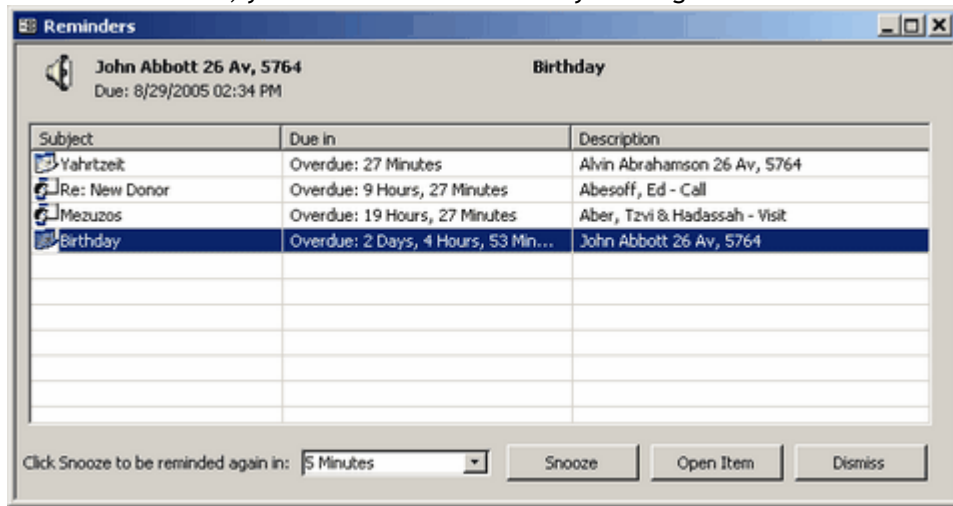 Reminders
John Abbott 26 Av, 5764 Birthday
Due: 8/29/2005 02:34 PM
Subject Due in Description
Yahrtzeit Overdue: 27 Minutes Alvin Abrahamson 26 Av, 5764
Re: New Donor Overdue: 9 Hours, 27 Minutes Abesoff, Ed - Call
Mezuzos Overdue: 19 Hours, 27 Minutes Aber, Tzvi & Hadassah - Visit
Birthday Overdue: 2 Days, 4 Hours, 53 Min... John Abbott 26 Av, 5764
Click Snooze to be reminded again in: 5 Minutes Snooze Open Item Dismiss